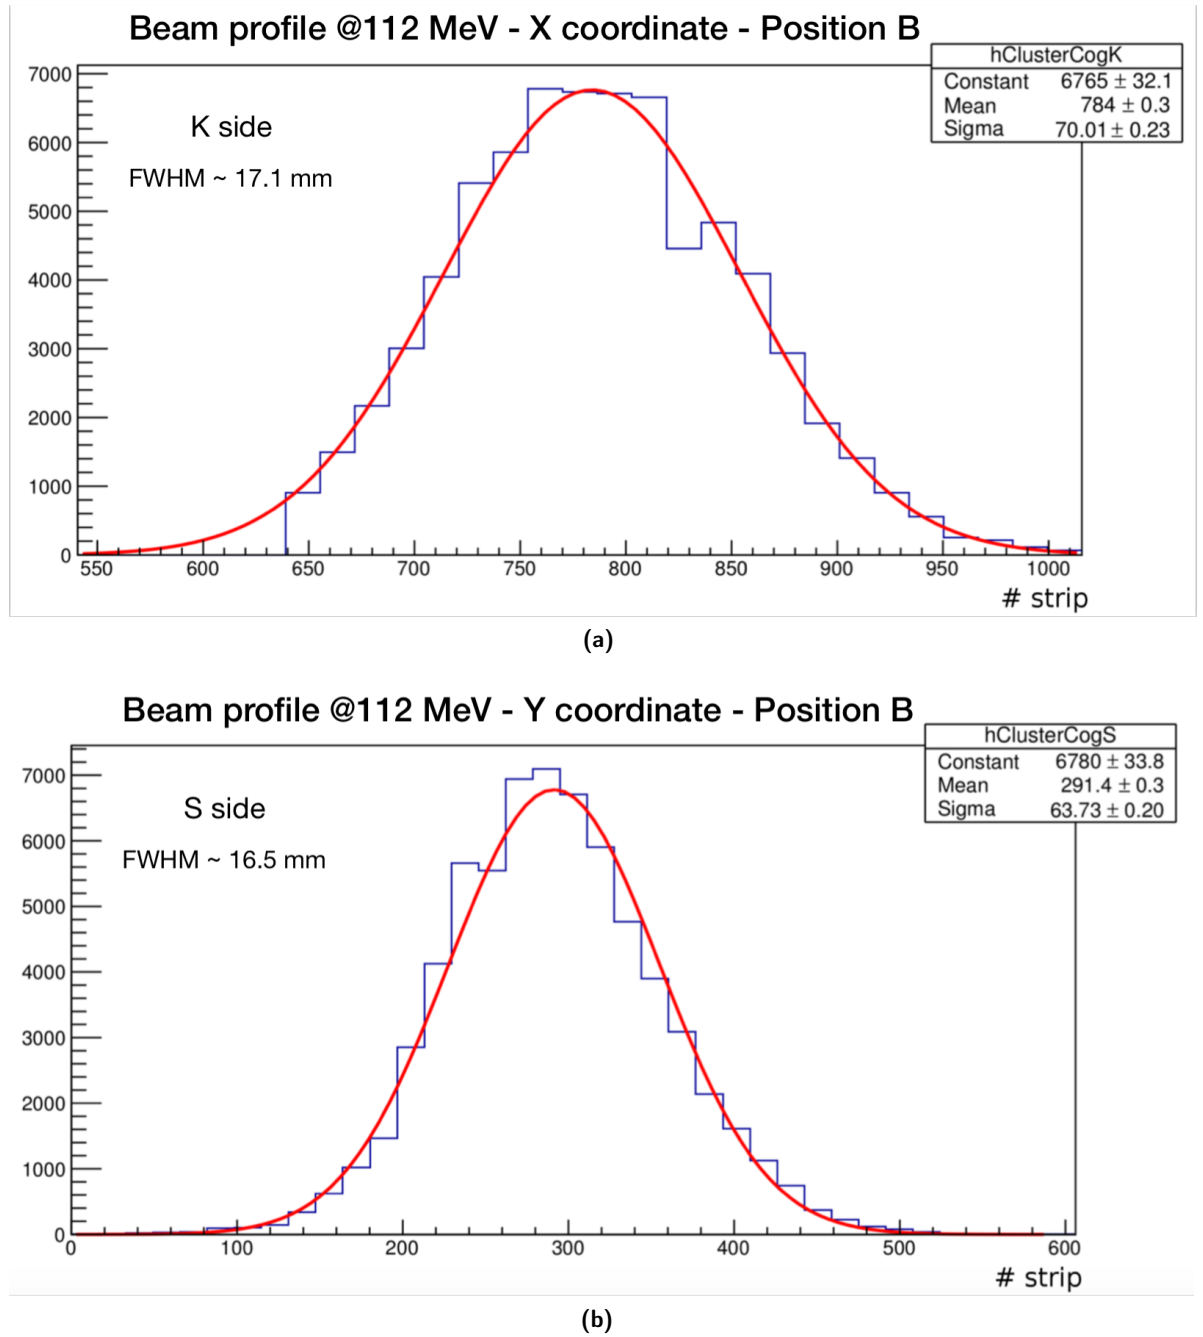 Beam profile @112 MeV - X coordinate - Position B
hClusterCogK
Constant 6765 ± 32.1
Mean 784 ± 0.3
Sigma 70.01 ± 0.23
K side
FWHM ~ 17.1 mm
7000
6000
5000
4000
3000
2000
1000
0
550 600 650 700 750 800 850 900 950 1000
# strip
(a)
Beam profile @112 MeV - Y coordinate - Position B
hClusterCogS
Constant 6780 ± 33.8
Mean 291.4 ± 0.3
Sigma 63.73 ± 0.20
S side
FWHM ~ 16.5 mm
7000
6000
5000
4000
3000
2000
1000
0
0 100 200 300 400 500 600
# strip
(b)